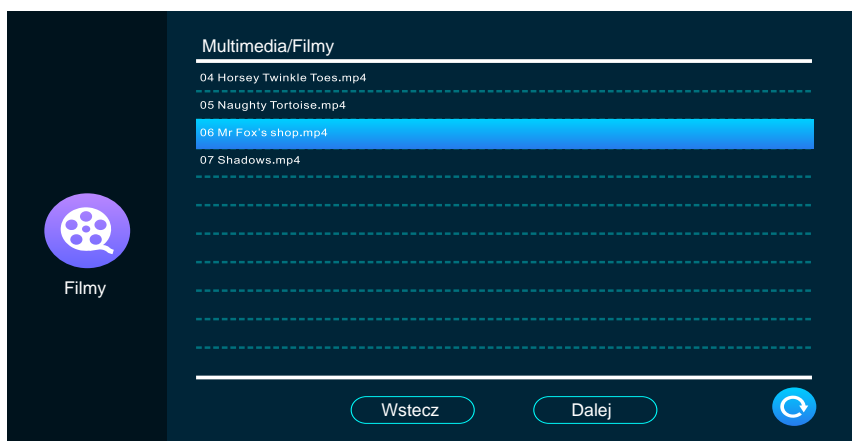 Multimedia/Filmy
04 Horsey Twinkle Toes.mp4
05 Naughty Tortoise.mp4
06 Mr Fox's shop.mp4
07 Shadows.mp4
Filmy
Wstecz
Dalej